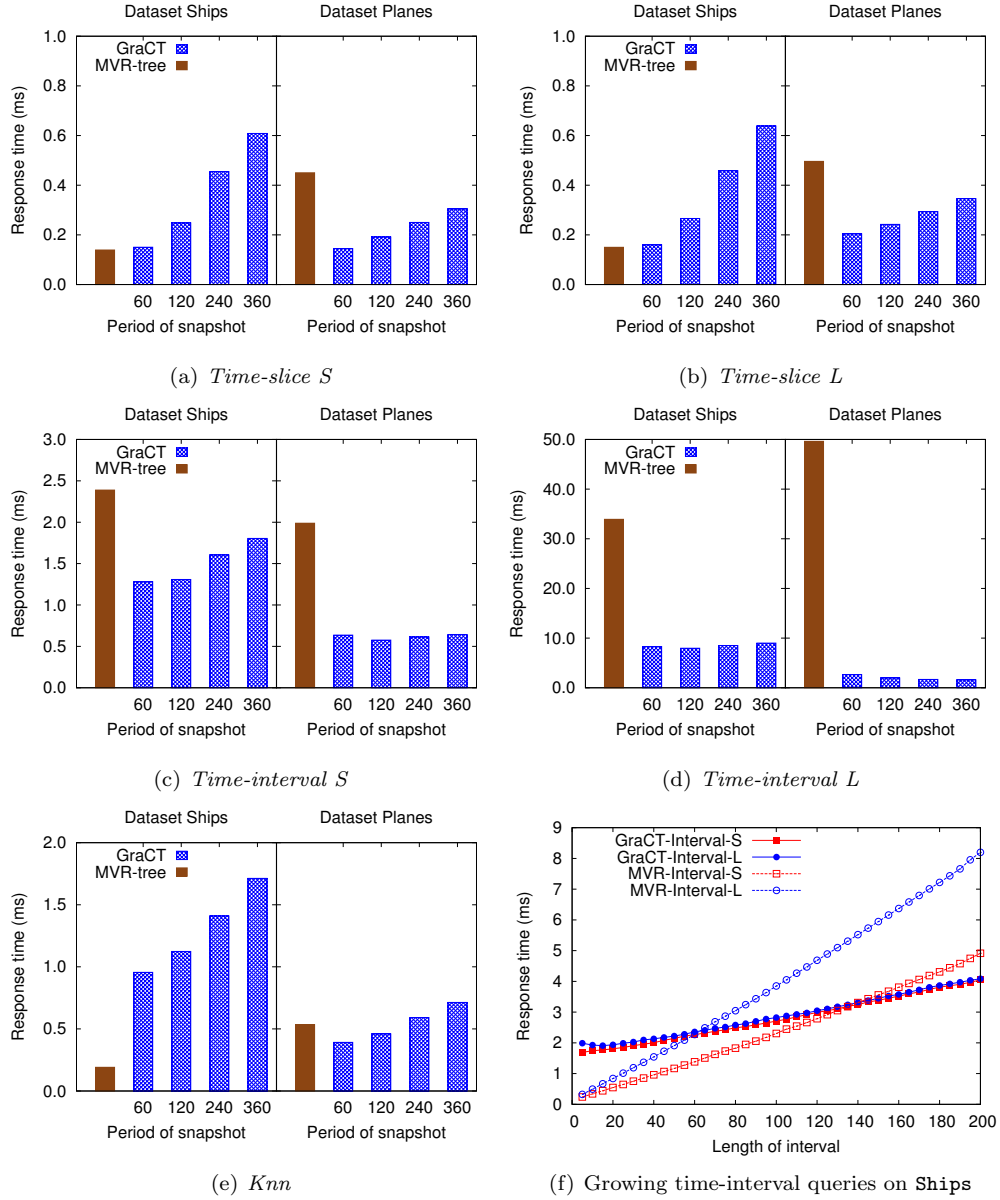 Dataset Ships Dataset Planes
1.0
0.8
0.6
0.4
0.2
0.0
Response time (ms)
GraCT
MVR-tree
60 120 240 360 60 120 240 360
Period of snapshot Period of snapshot
(a) Time-slice S
Dataset Ships Dataset Planes
1.0
0.8
0.6
0.4
0.2
0.0
Response time (ms)
GraCT
MVR-tree
60 120 240 360 60 120 240 360
Period of snapshot Period of snapshot
(b) Time-slice L
Dataset Ships Dataset Planes
3.0
2.5
2.0
1.5
1.0
0.5
0.0
Response time (ms)
GraCT
MVR-tree
60 120 240 360 60 120 240 360
Period of snapshot Period of snapshot
(c) Time-interval S
Dataset Ships Dataset Planes
50.0
40.0
30.0
20.0
10.0
0.0
Response time (ms)
GraCT
MVR-tree
60 120 240 360 60 120 240 360
Period of snapshot Period of snapshot
(d) Time-interval L
Dataset Ships Dataset Planes
2.0
1.5
1.0
0.5
0.0
Response time (ms)
GraCT
MVR-tree
60 120 240 360 60 120 240 360
Period of snapshot Period of snapshot
(e) Knn
9
8
7
6
5
4
3
2
1
0
Response time (ms)
GraCT-Interval-S
GraCT-Interval-L
MVR-Interval-S
MVR-Interval-L
0 20 40 60 80 100 120 140 160 180 200
Length of interval
(f) Growing time-interval queries on Ships